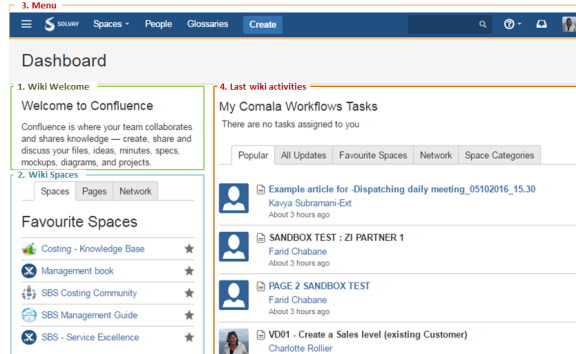 3. Menu
SOLVAY Spaces People Glossaries Create
Dashboard
1. Wiki Welcome
Welcome to Confluence
Confluence is where your team collaborates
and shares knowledge — create, share and
discuss your files, ideas, minutes, specs,
mockups, diagrams, and projects.
2. Wiki Spaces
Spaces Pages Network
Favourite Spaces
Costing - Knowledge Base
Management book
SBS Costing Community
SBS Management Guide
SBS - Service Excellence
4. Last wiki activities
My Comala Workflows Tasks
There are no tasks assigned to you
Popular All Updates Favourite Spaces Network Space Categories
Example article for -Dispatching daily meeting_05102016_15.30
Kavya Subramani-Ext
About 3 hours ago
SANDBOX TEST : ZI PARTNER 1
Farid Chabane
About 3 hours ago
PAGE 2 SANDBOX TEST
Farid Chabane
About 3 hours ago
VD01 - Create a Sales level (existing Customer)
Charlotte Rollier